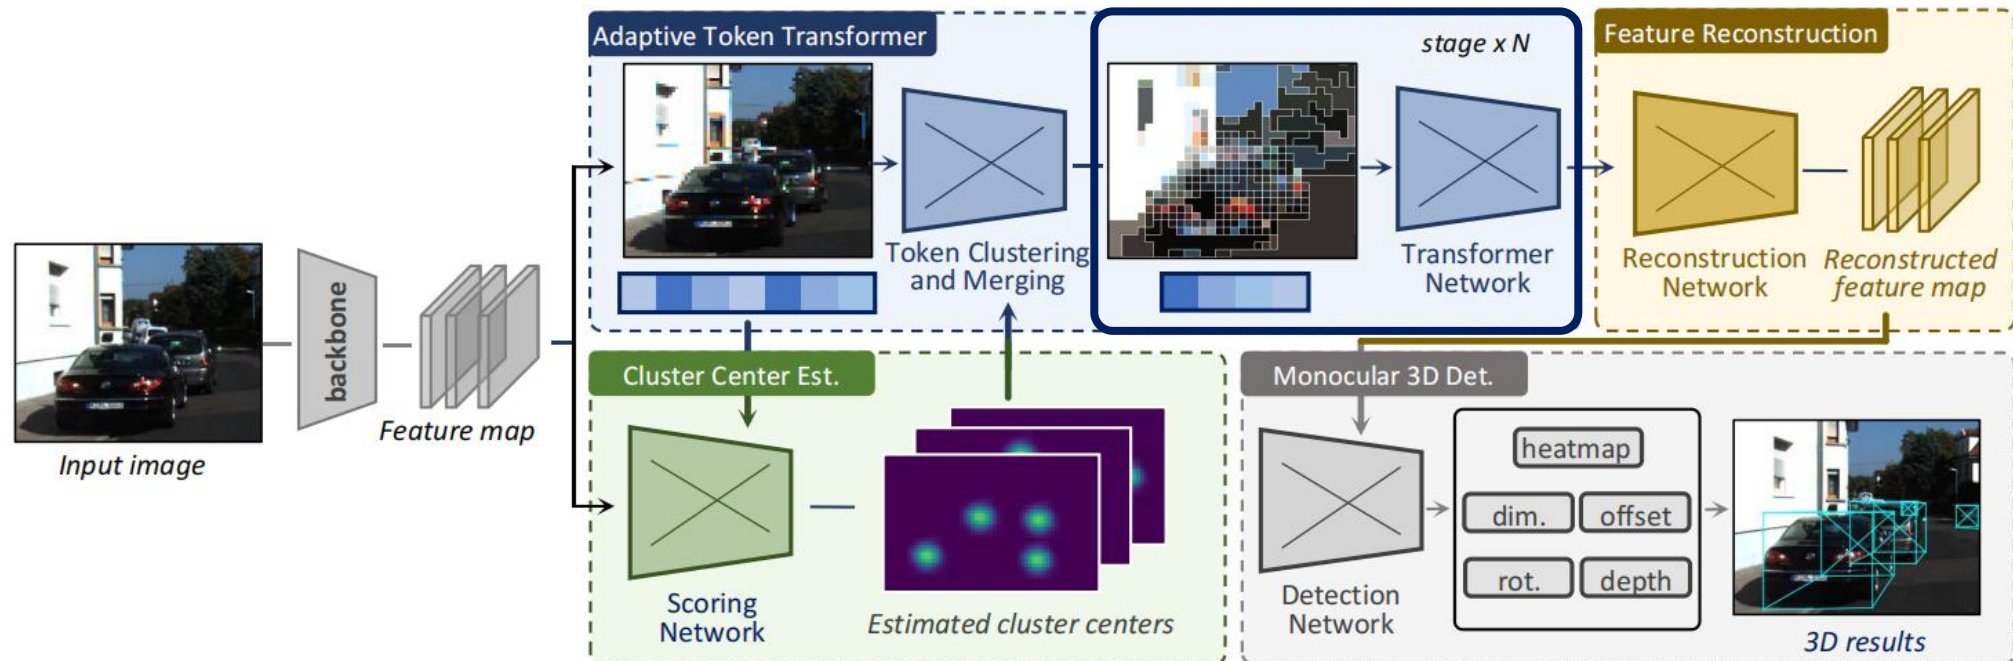 Adaptive Token Transformer
stage x N
Feature Reconstruction
Token Clustering
and Merging
Transformer
Network
Reconstruction
Network
Reconstructed
feature map
backbone
Feature map
Input image
Cluster Center Est.
Scoring
Network
Estimated cluster centers
Monocular 3D Det.
heatmap
dim.
offset
rot.
depth
Detection
Network
3D results